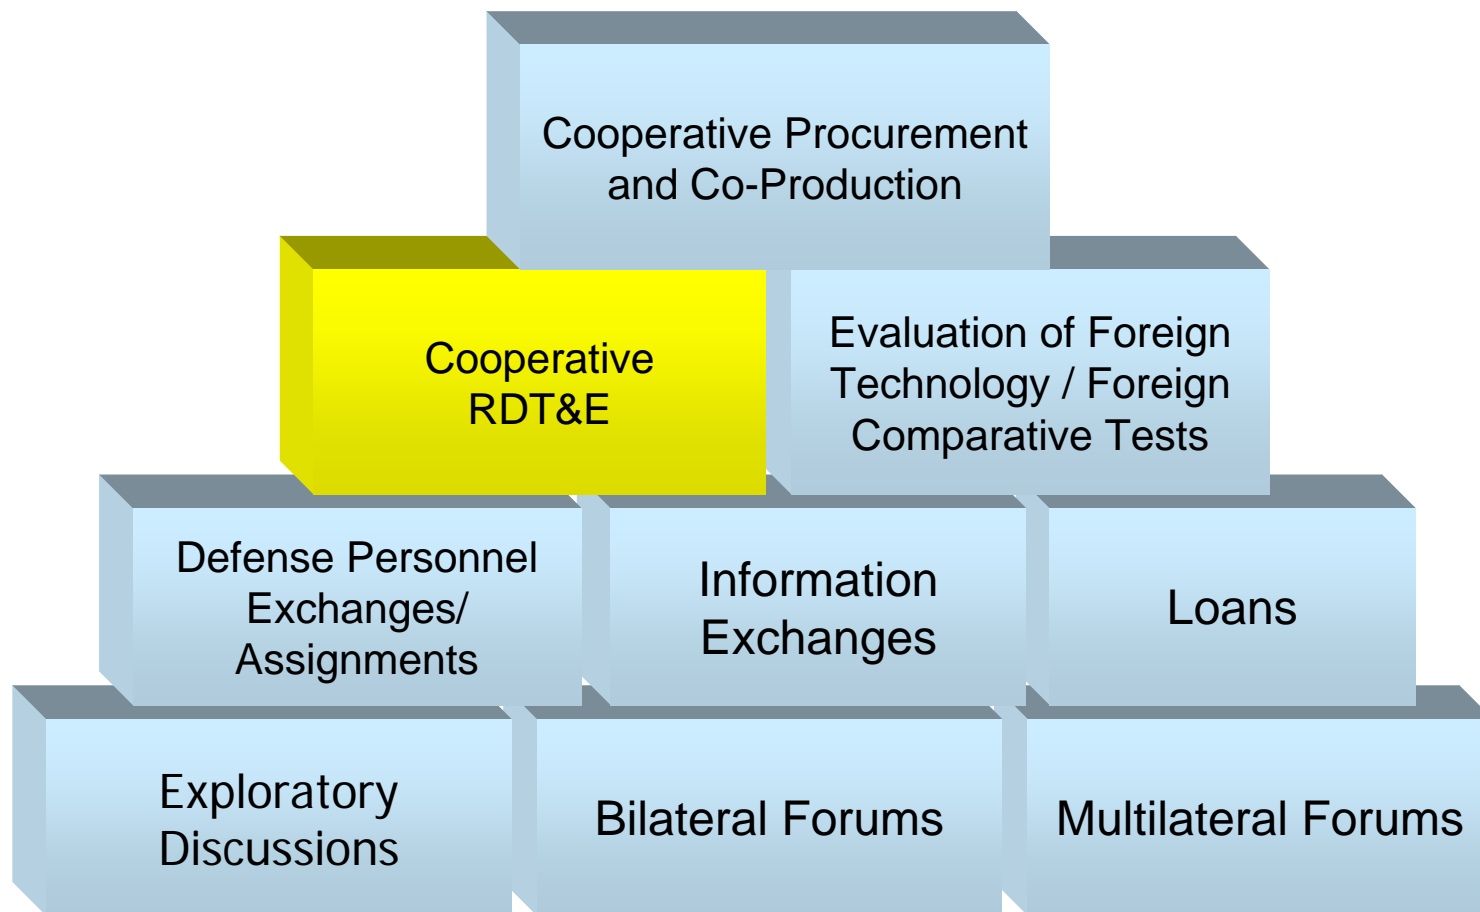 Cooperative Procurement
and Co-Production
Cooperative
RDT&E
Evaluation of Foreign
Technology / Foreign
Comparative Tests
Defense Personnel
Exchanges/
Assignments
Information
Exchanges
Loans
Exploratory
Discussions
Bilateral Forums
Multilateral Forums